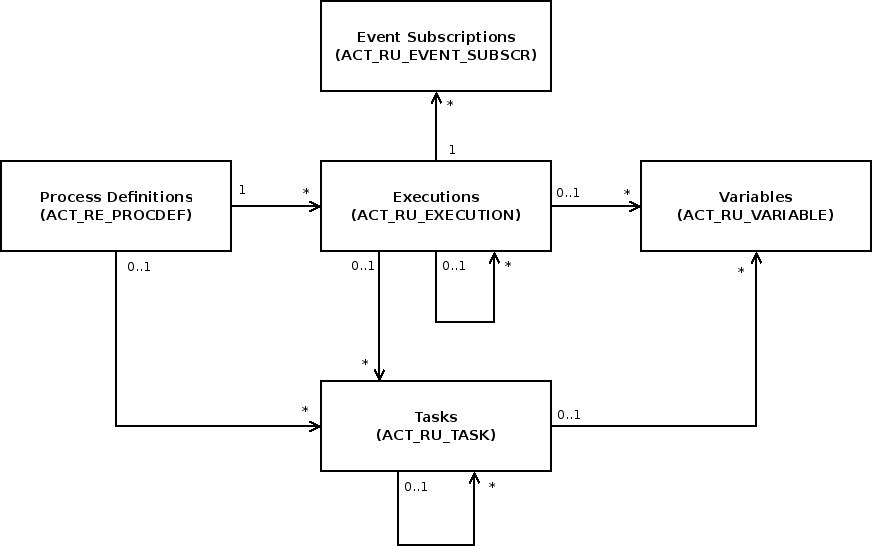 Event Subscriptions
(ACT_RU_EVENT_SUBSCR)
*
1
Process Definitions
(ACT_RE_PROCDEF)
1
*
Executions
(ACT_RU_EXECUTION)
0..1
*
Variables
(ACT_RU_VARIABLE)
0..1
0..1
0..1
*
*
*
*
Tasks
(ACT_RU_TASK)
0..1
0..1
*